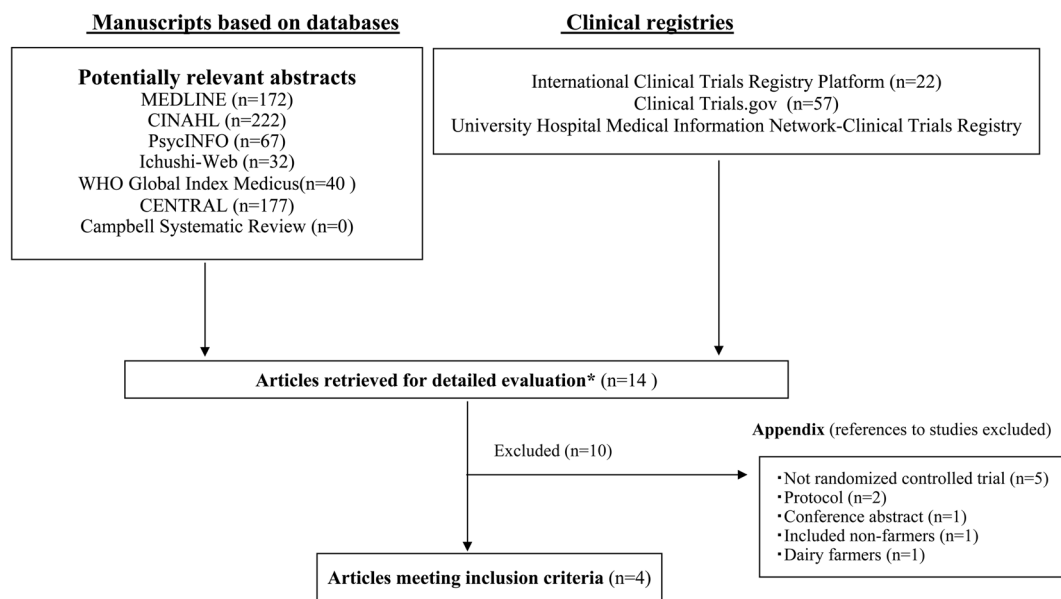 Manuscripts based on databases
Potentially relevant abstracts
MEDLINE (n=172)
CINAHL (n=222)
PsycINFO (n=67)
Ichushi-Web (n=32)
WHO Global Index Medicus(n=40 )
CENTRAL (n=177)
Campbell Systematic Review (n=0)
Clinical registries
International Clinical Trials Registry Platform (n=22)
Clinical Trials.gov (n=57)
University Hospital Medical Information Network-Clinical Trials Registry
Articles retrieved for detailed evaluation* (n=14 )
Excluded (n=10)
Appendix (references to studies excluded)
・Not randomized controlled trial (n=5)
・Protocol (n=2)
・Conference abstract (n=1)
・Included non-farmers (n=1)
・Dairy farmers (n=1)
Articles meeting inclusion criteria (n=4)